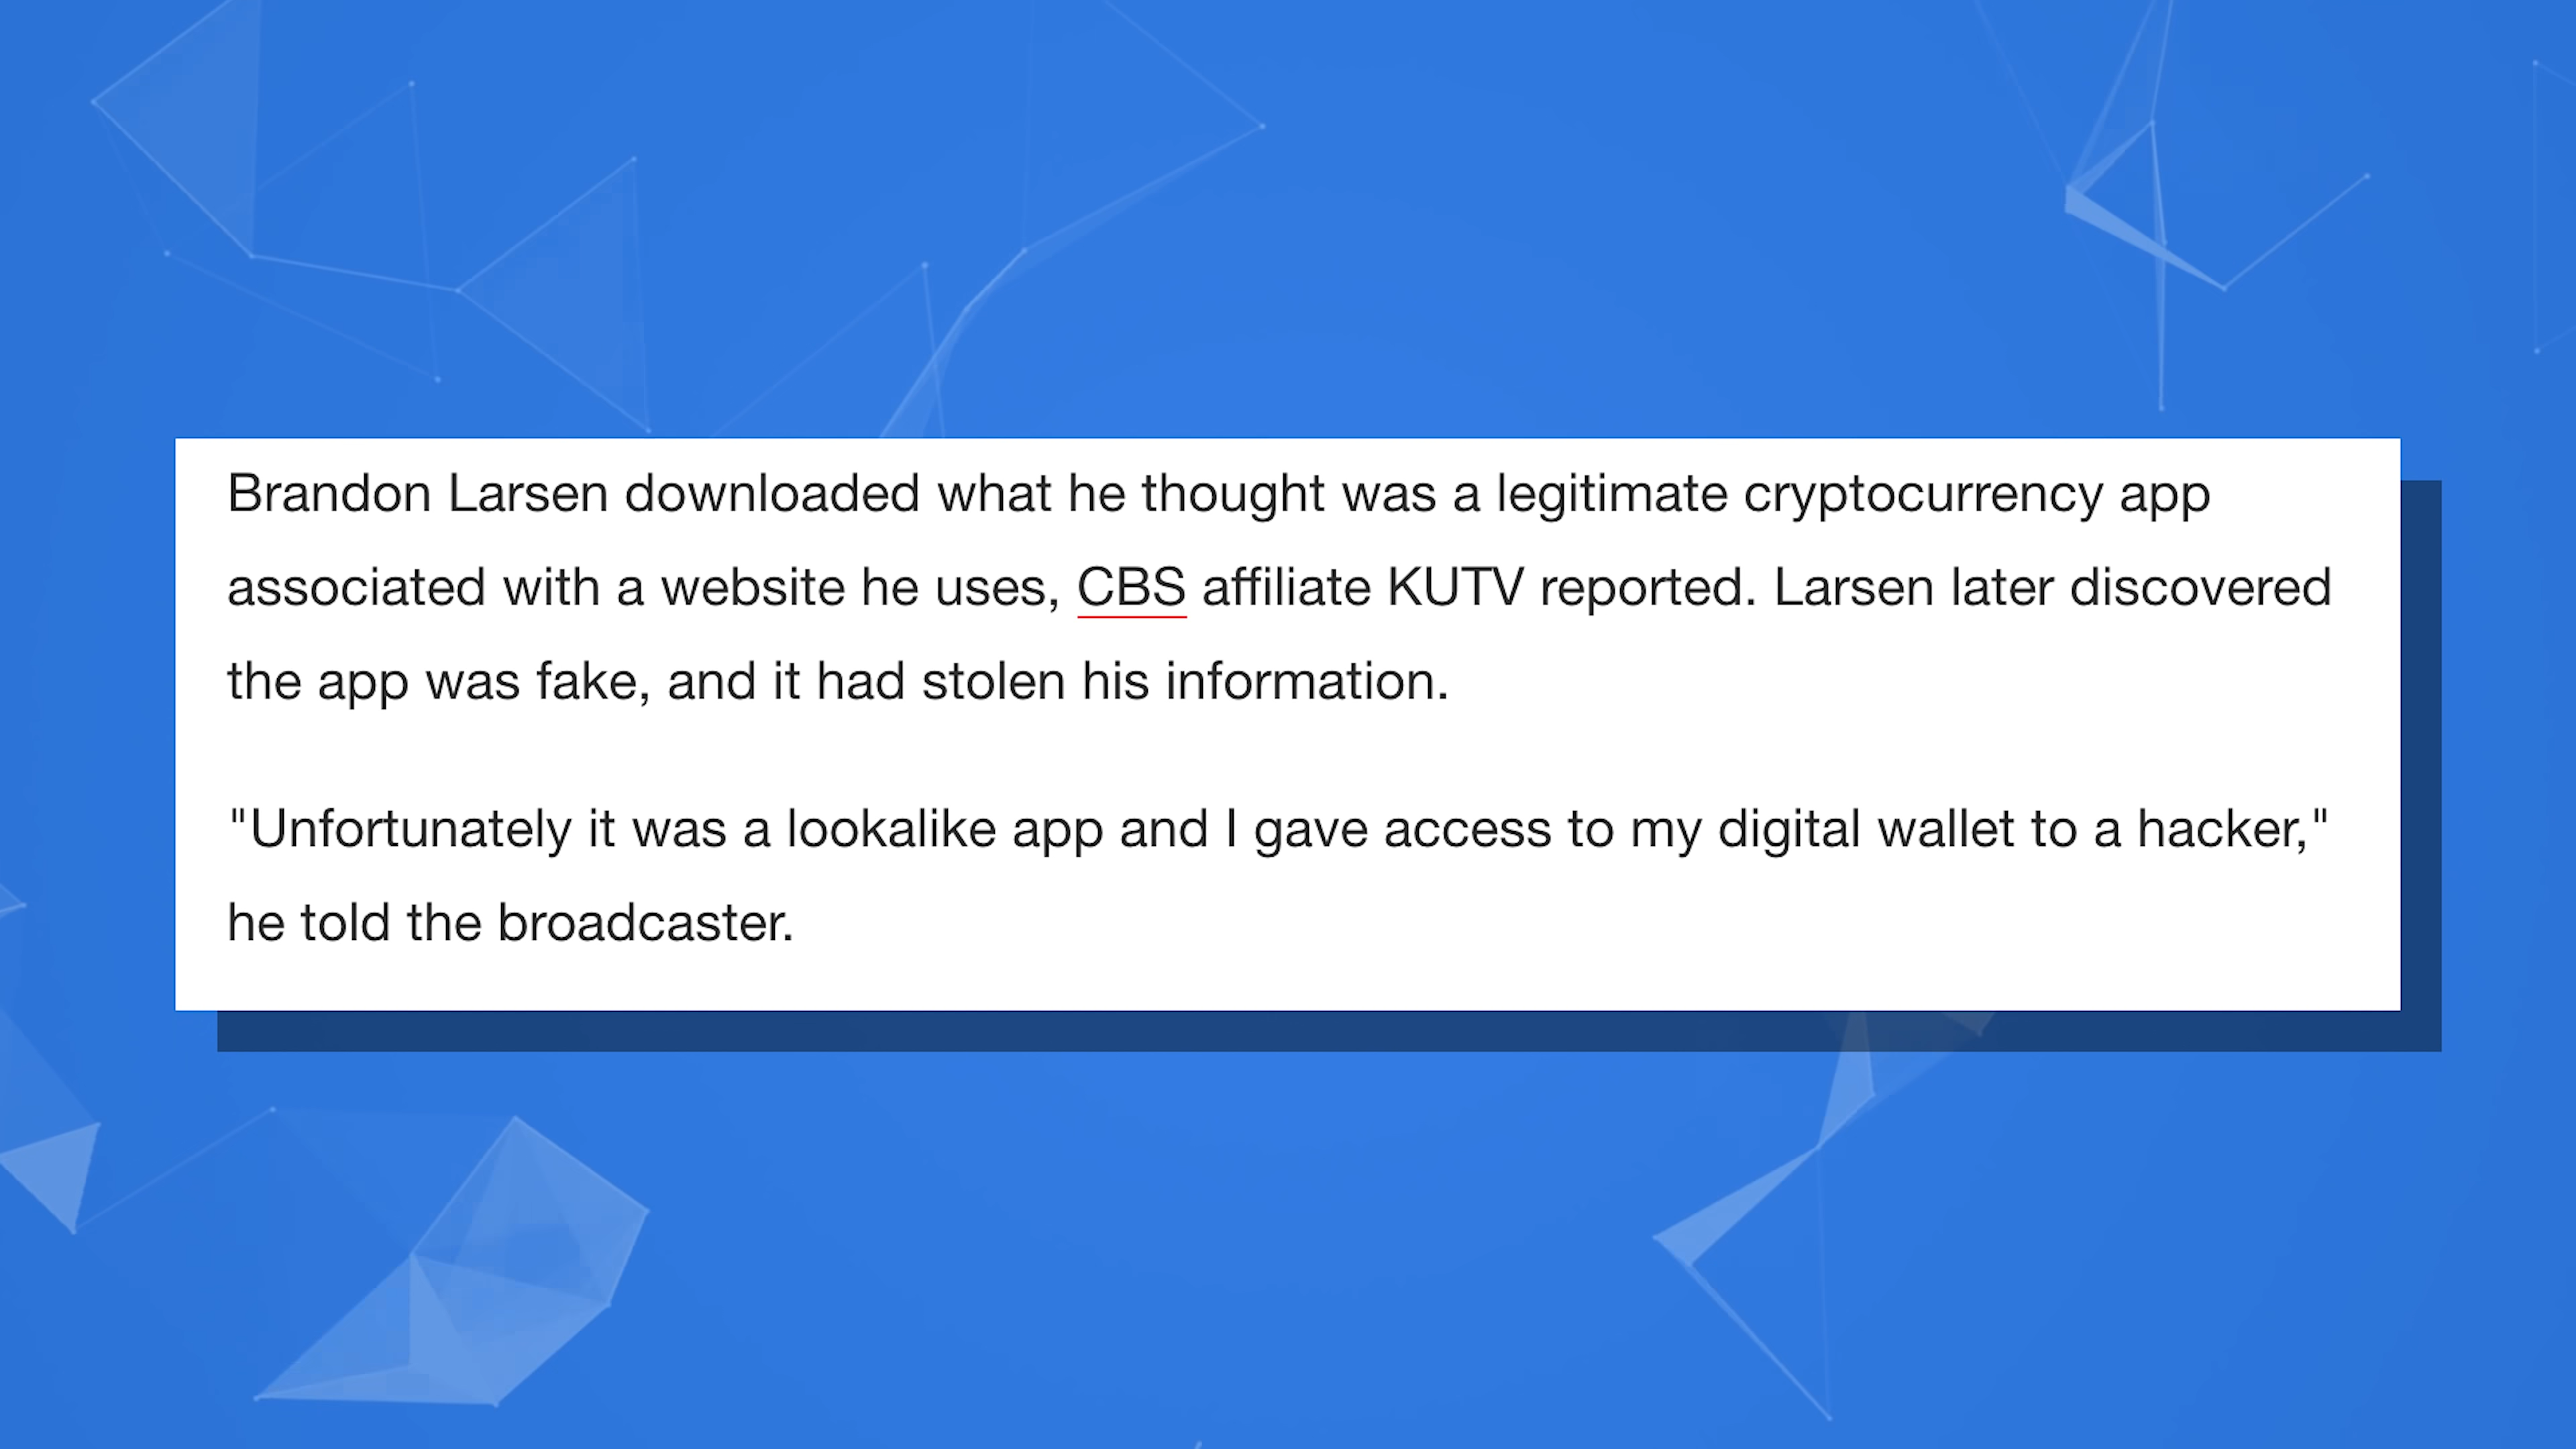 Brandon Larsen downloaded what he thought was a legitimate cryptocurrency app
associated with a website he uses, CBS affiliate KUTV reported. Larsen later discovered
the app was fake, and it had stolen his information.
"Unfortunately it was a lookalike app and I gave access to my digital wallet to a hacker,"
he told the broadcaster.